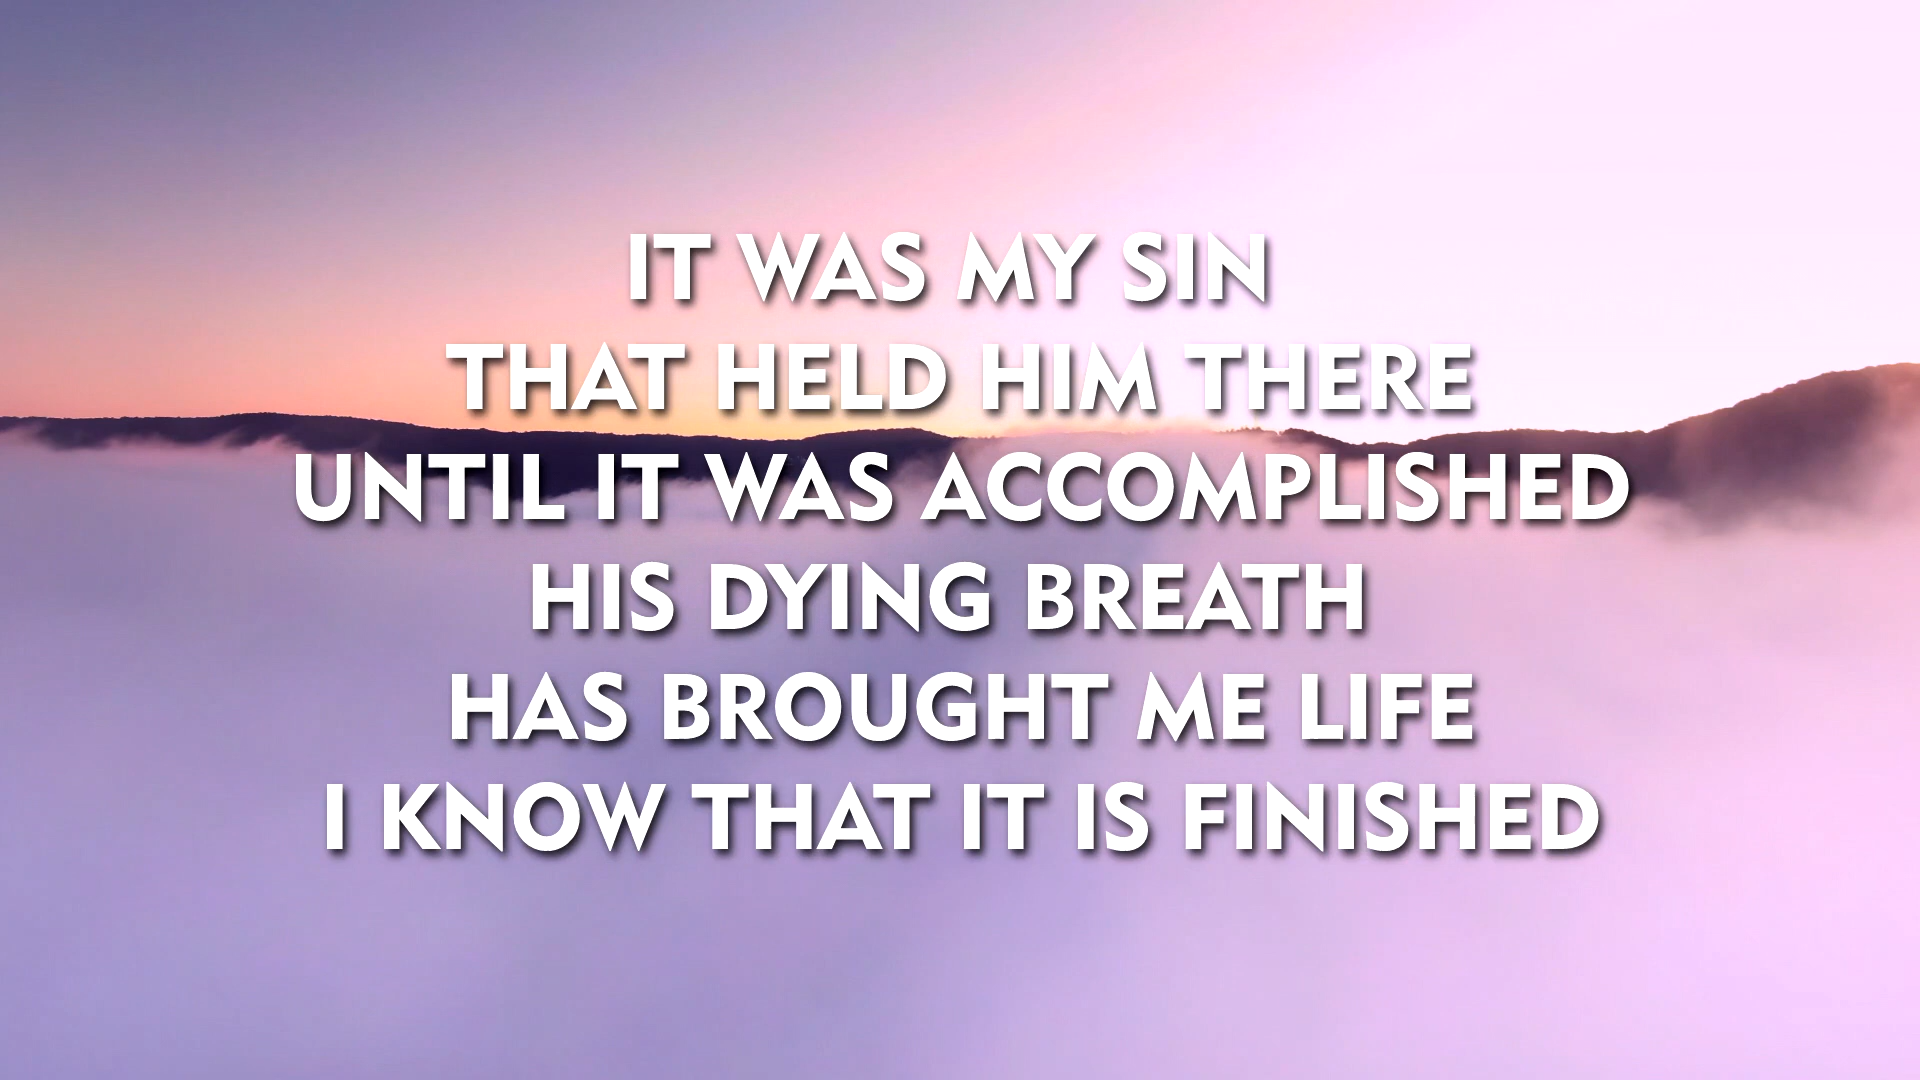 IT WAS MY SIN
THAT HELD HIM THERE
UNTIL IT WAS ACCOMPLISHED
HIS DYING BREATH
HAS BROUGHT ME LIFE
I KNOW THAT IT IS FINISHED